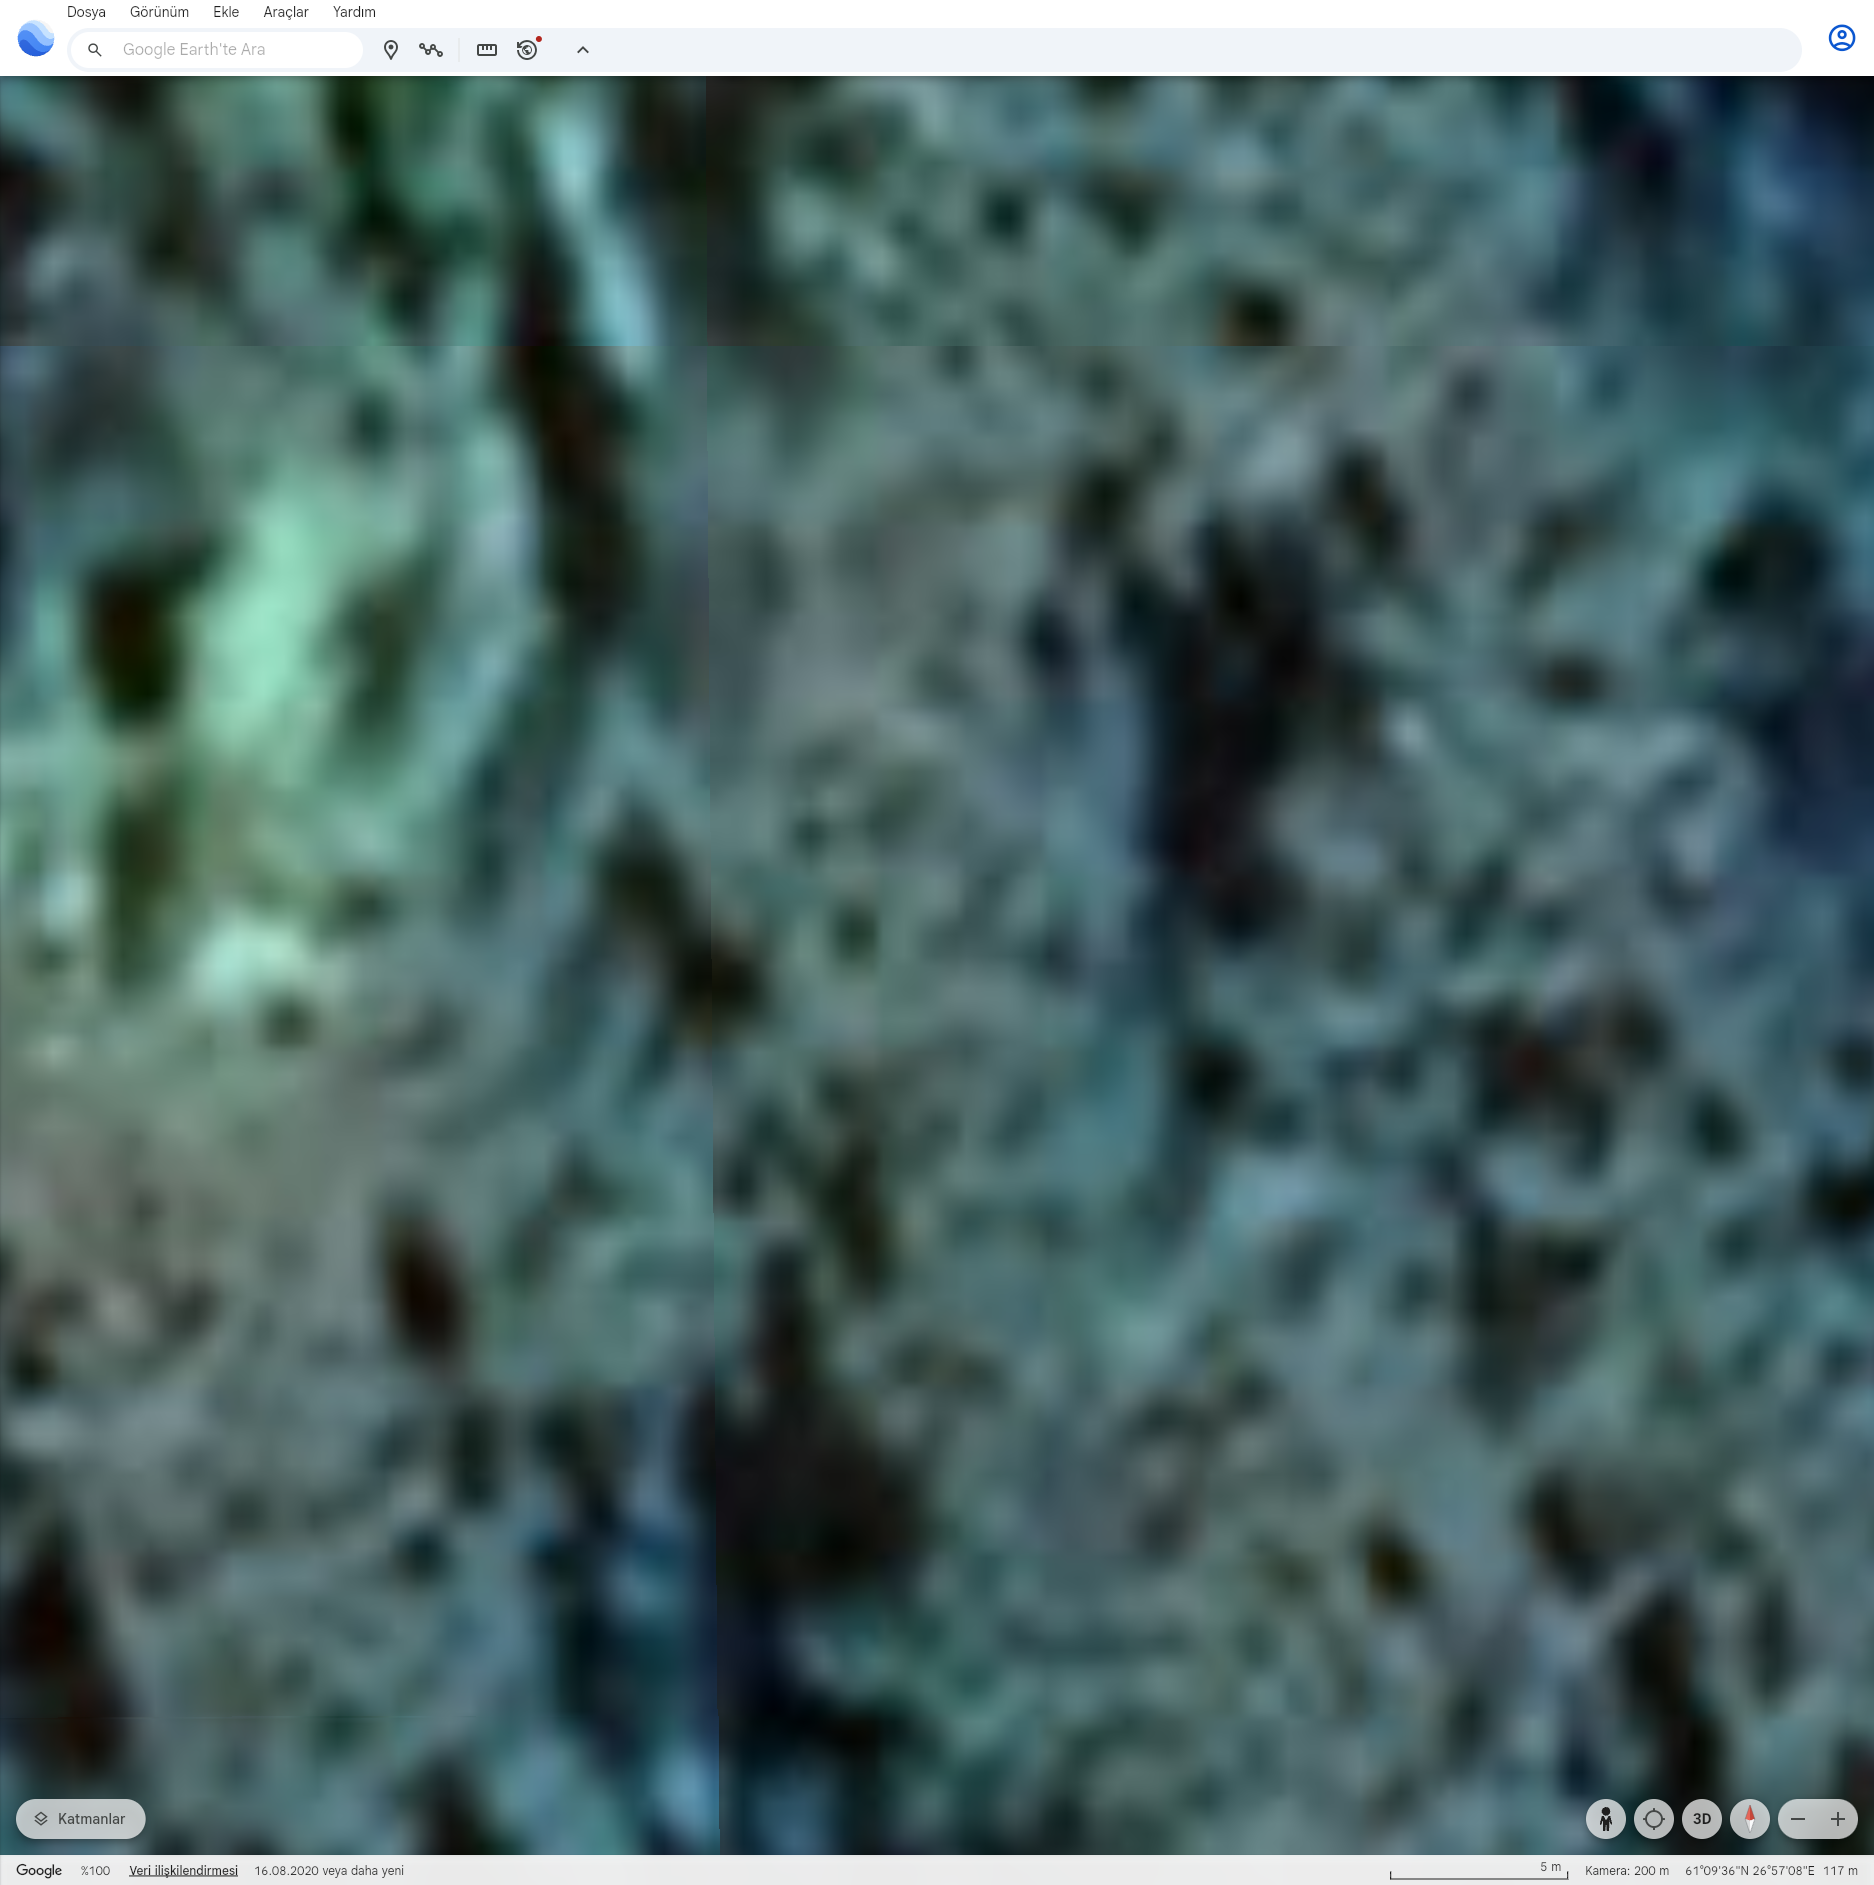 Dosya Görünüm Ekle Araçlar Yardım
Google Earth'te Ara
Katmanlar
3D
Google %100 Veri ilişkilendirmesi 16.08.2020 veya daha yeni 5 m Kamera: 200 m 61°09'36"N 26°57'08"E 117 m